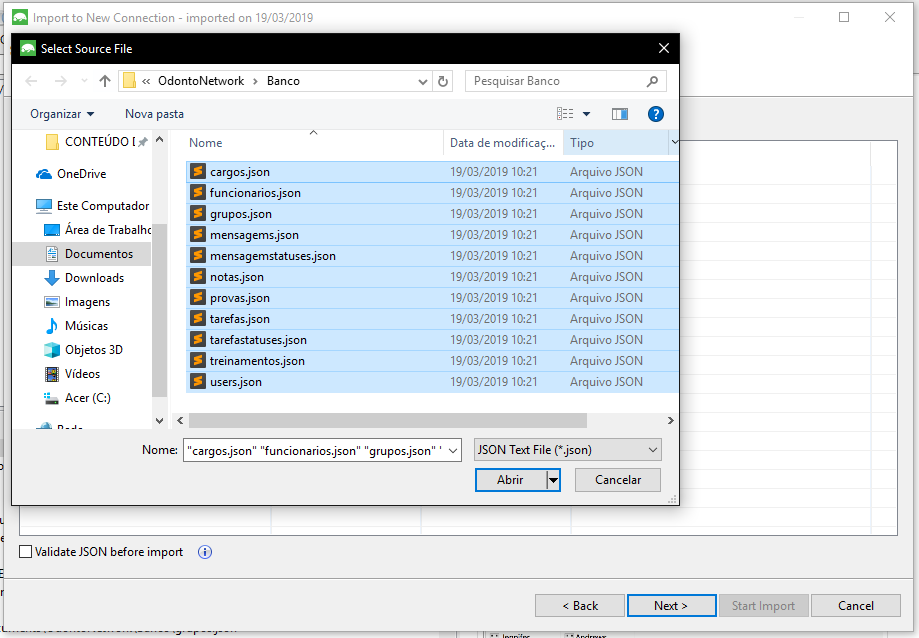 Import to New Connection - imported on 19/03/2019
Select Source File
« OdontoNetwork > Banco
Pesquisar Banco
Organizar
Nova pasta
CONTEÚDO
OneDrive
Este Computador
Área de Trabalho
Documentos
Downloads
Imagens
Músicas
Objetos 3D
Vídeos
Acer (C:)
Nome Data de modificaç... Tipo
cargos.json 19/03/2019 10:21 Arquivo JSON
funcionarios.json 19/03/2019 10:21 Arquivo JSON
grupos.json 19/03/2019 10:21 Arquivo JSON
mensagems.json 19/03/2019 10:21 Arquivo JSON
mensagemstatuses.json 19/03/2019 10:21 Arquivo JSON
notas.json 19/03/2019 10:21 Arquivo JSON
provas.json 19/03/2019 10:21 Arquivo JSON
tarefas.json 19/03/2019 10:21 Arquivo JSON
tarefastatuses.json 19/03/2019 10:21 Arquivo JSON
treinamentos.json 19/03/2019 10:21 Arquivo JSON
users.json 19/03/2019 10:21 Arquivo JSON
Nome: "cargos.json" "funcionarios.json" "grupos.json" "
JSON Text File (*.json)
Abrir
Cancelar
Validate JSON before import
< Back
Next >
Start Import
Cancel